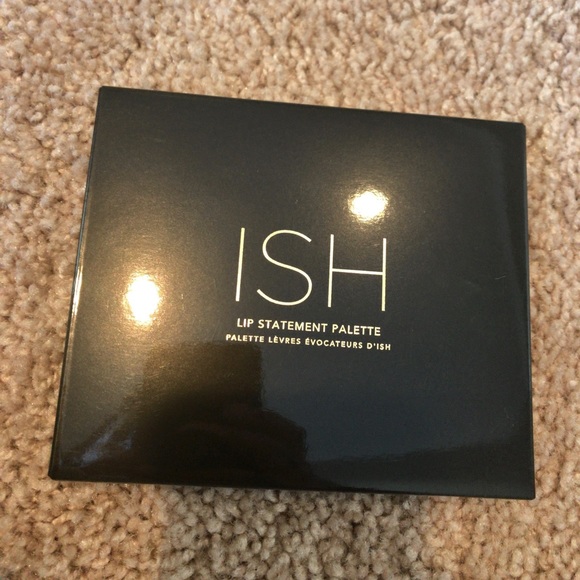 ISH
LIP STATEMENT PALETTE
PALETTE LÈVRES ÉVOCATEURS D'ISH